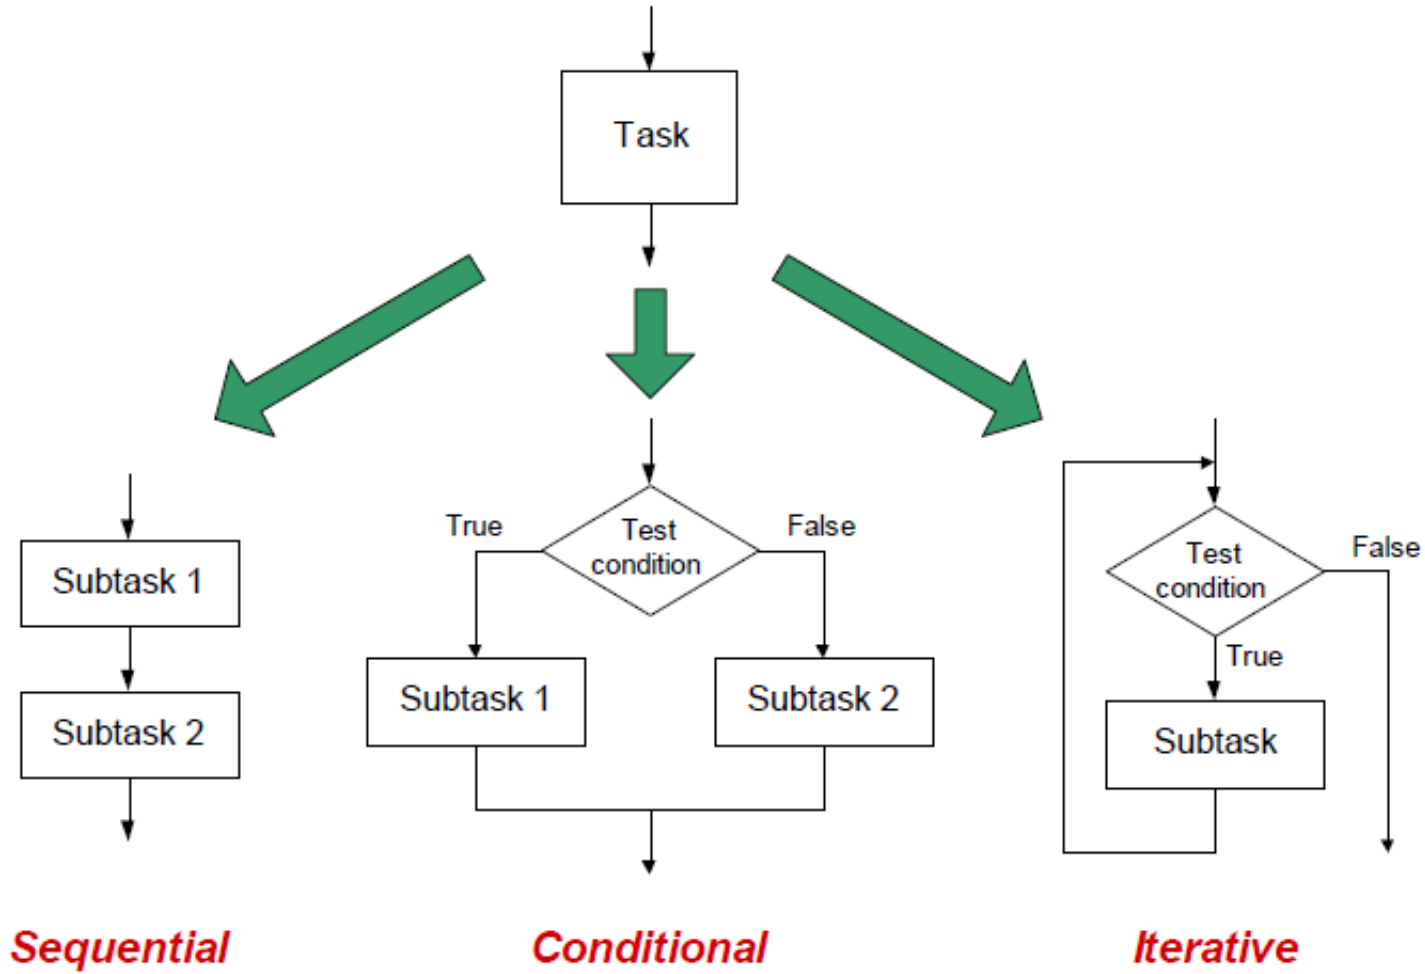 Task
Subtask 1
Subtask 2
Sequential
True
Test
condition
False
Subtask 1
Subtask 2
Conditional
Test
condition
False
True
Subtask
Iterative